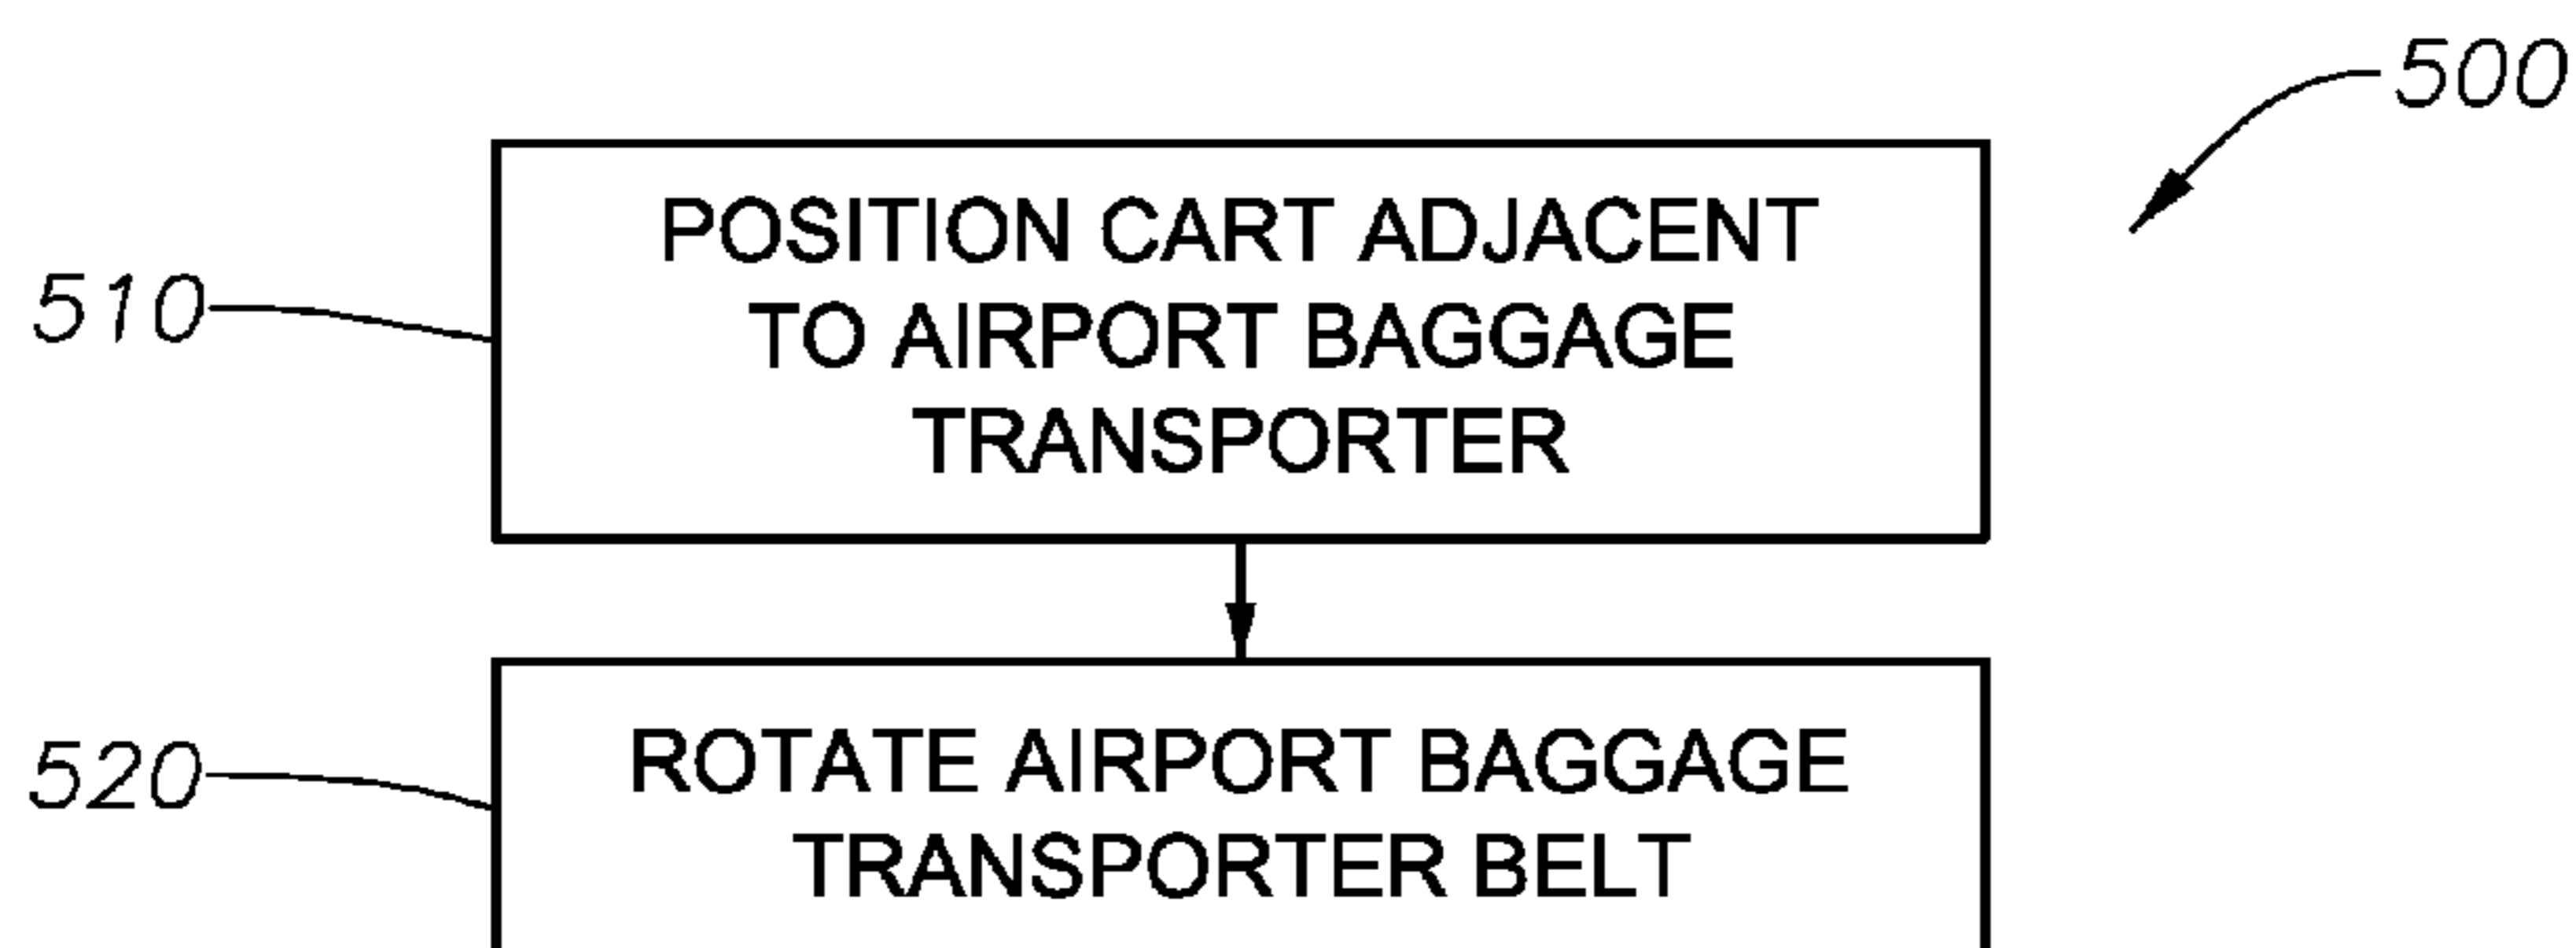 500
POSITION CART ADJACENT
TO AIRPORT BAGGAGE
TRANSPORTER
510
ROTATE AIRPORT BAGGAGE
TRANSPORTER BELT
520